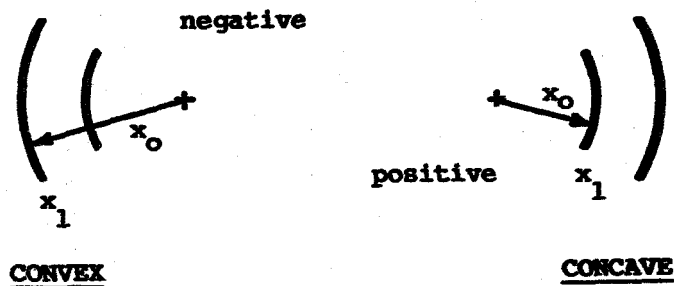 negative
x_o
x_o
positive
x_1
x_1
CONVEX
CONCAVE